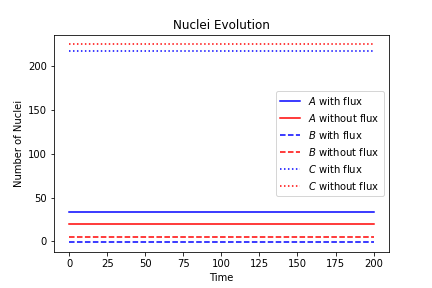 Nuclei Evolution
Number of Nuclei
200
150
100
50
0
A with flux
A without flux
B with flux
B without flux
C with flux
C without flux
0 25 50 75 100 125 150 175 200
Time